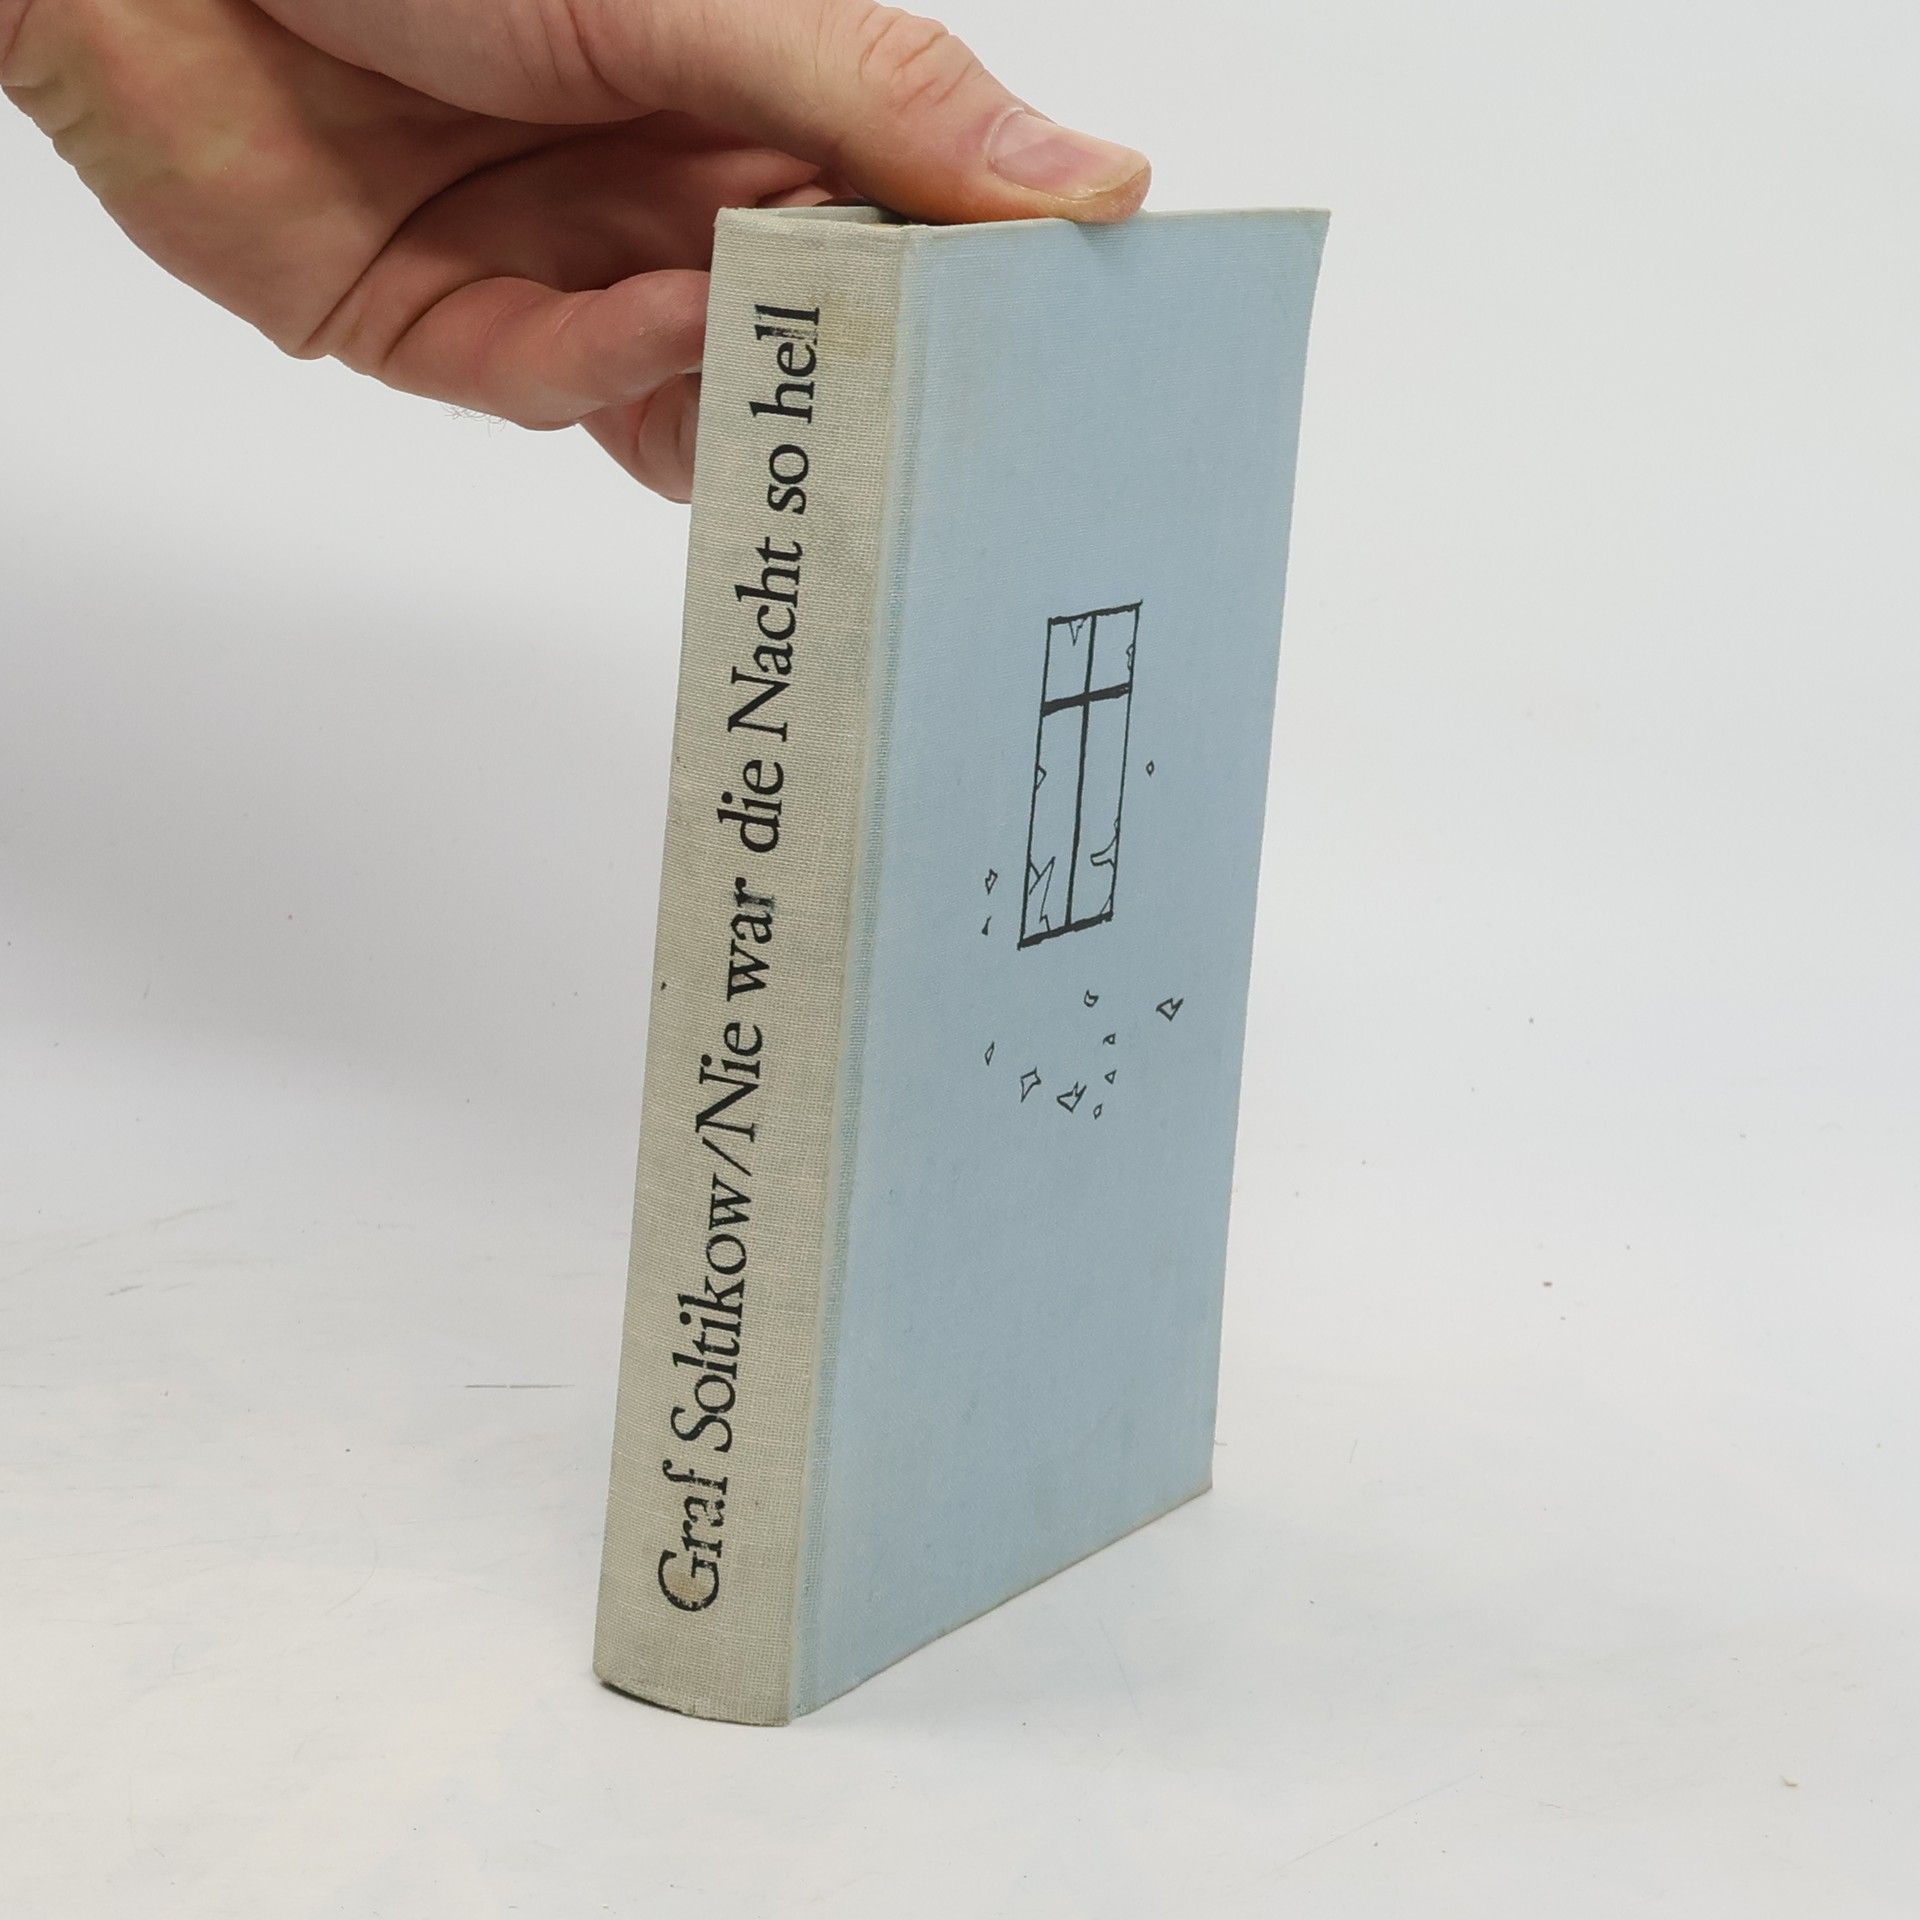 Graf Soltikow/Nie war die Nacht so hell